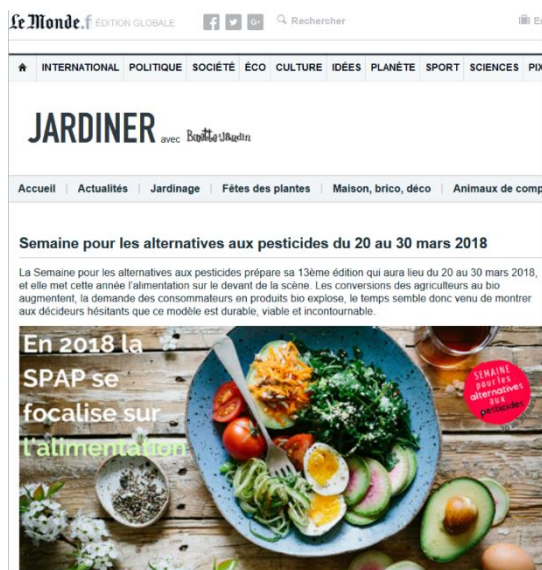 Le Monde.f ÉDITION GLOBALE Rechercher
INTERNATIONAL POLITIQUE SOCIÉTÉ ÉCO CULTURE IDÉES PLANÈTE SPORT SCIENCES PIX
JARDINER avec Binette & Jardin
Accueil Actualités Jardinage Fêtes des plantes Maison, brico, déco Animaux de comp
Semaine pour les alternatives aux pesticides du 20 au 30 mars 2018
La Semaine pour les alternatives aux pesticides prépare sa 13ème édition qui aura lieu du 20 au 30 mars 2018,
et elle met cette année l'alimentation sur le devant de la scène. Les conversions des agriculteurs au bio
augmentent, la demande des consommateurs en produits bio explose, le temps semble donc venu de montrer
aux décideurs hésitants que ce modèle est durable, viable et incontournable.
En 2018 la
SPAP se
focalise sur
l'alimentation
SEMAINE
pour les
alternatives
aux
pesticides